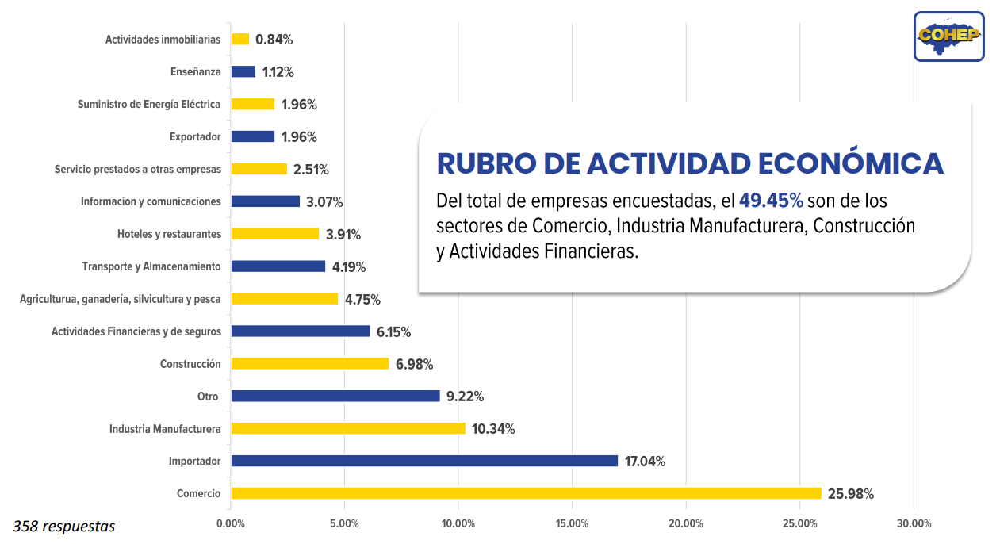 COHEP
Actividades inmobiliarias 0.84%
Enseñanza 1.12%
Suministro de Energía Eléctrica 1.96%
Exportador 1.96%
Servicio prestados a otras empresas 2.51%
Informacion y comunicaciones 3.07%
Hoteles y restaurantes 3.91%
Transporte y Almacenamiento 4.19%
Agriculturua, ganadería, silvicultura y pesca 4.75%
Actividades Financieras y de seguros 6.15%
Construcción 6.98%
Otro 9.22%
Industria Manufacturera 10.34%
Importador 17.04%
Comercio 25.98%
0.00% 5.00% 10.00% 15.00% 20.00% 25.00% 30.00%
RUBRO DE ACTIVIDAD ECONÓMICA
Del total de empresas encuestadas, el 49.45% son de los
sectores de Comercio, Industria Manufacturera, Construcción
y Actividades Financieras.
358 respuestas